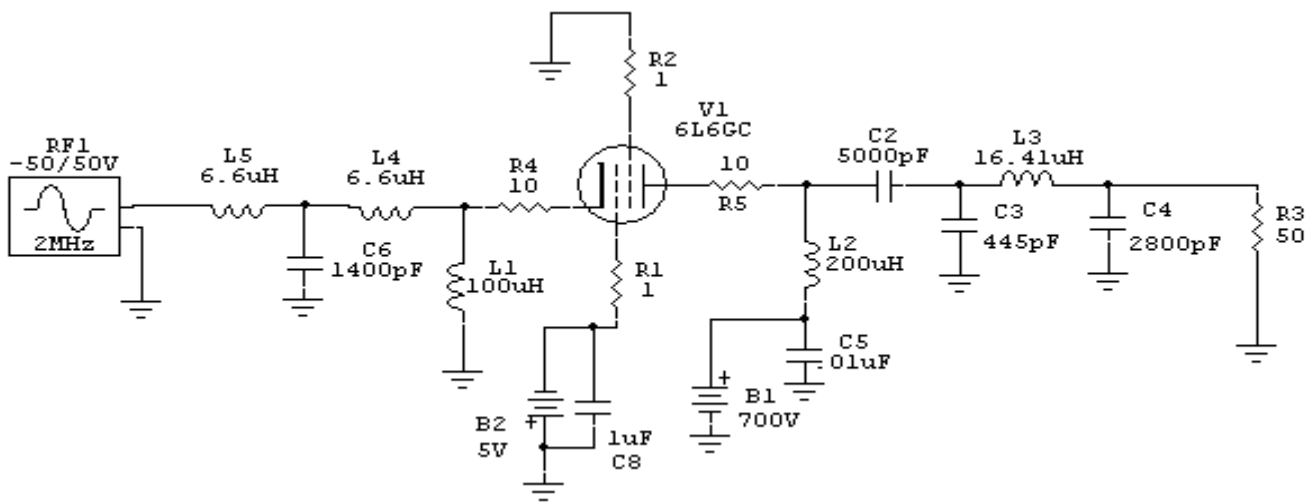 RF1
-50/50V
2MHz
L5
6.6uH
C6
1400pF
L4
6.6uH
L1
100uH
R4
10
R2
1
V1
6L6GC
R1
1
B2
5V
+
1uF
C8
10
R5
C2
5000pF
L2
200uH
C5
.01uF
+
B1
700V
L3
16.41uH
C3
445pF
C4
2800pF
R3
50